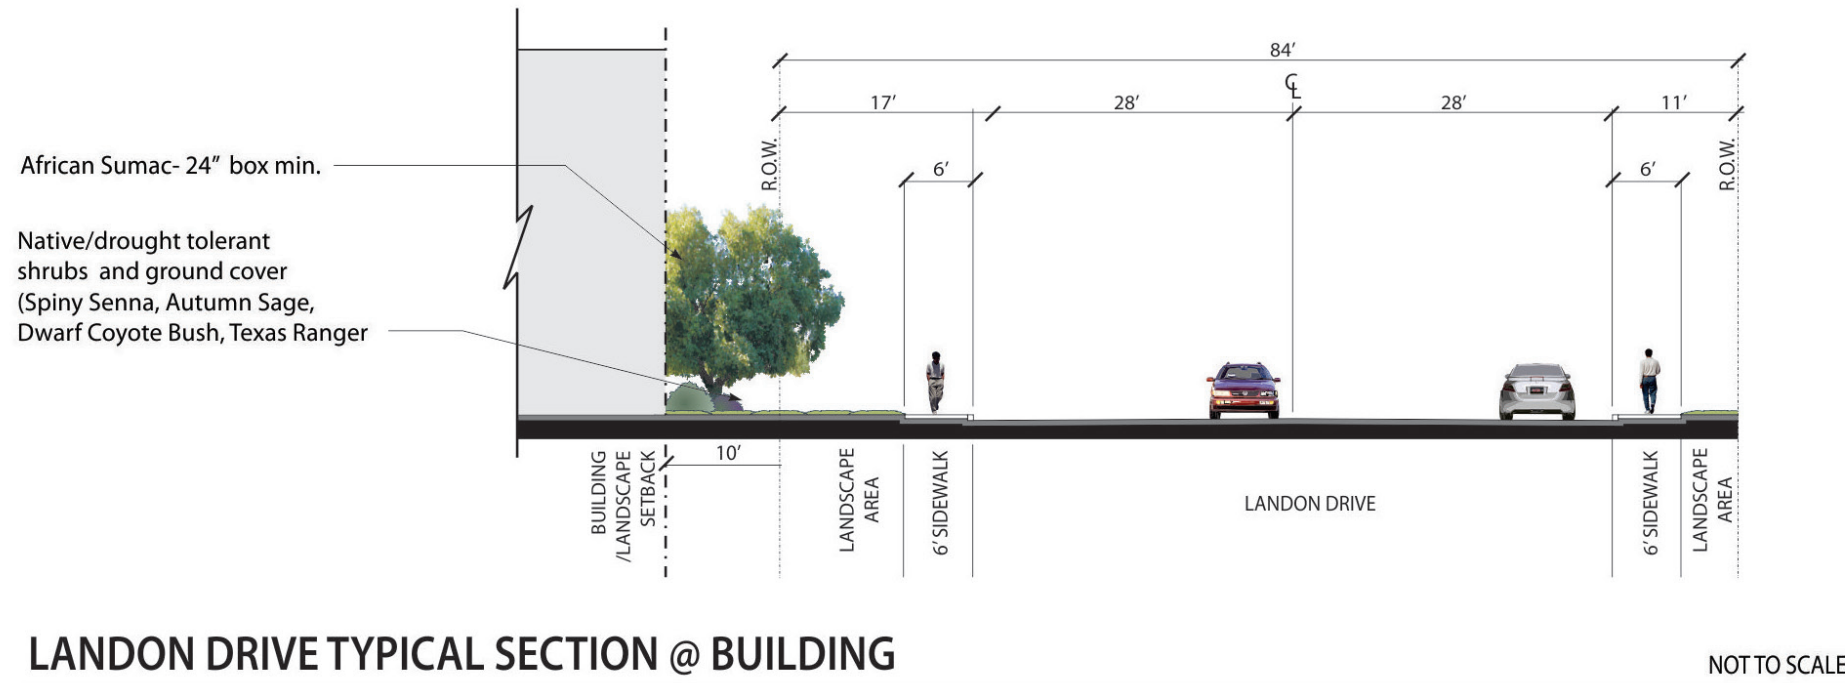 84’
℄
17’
28’
28’
11’
R.O.W.
R.O.W.
African Sumac- 24” box min.
6’
6’
Native/drought tolerant
shrubs and ground cover
(Spiny Senna, Autumn Sage,
Dwarf Coyote Bush, Texas Ranger
10’
BUILDING
/LANDSCAPE
SETBACK
LANDSCAPE
AREA
6’ SIDEWALK
LANDON DRIVE
6’ SIDEWALK
LANDSCAPE
AREA
LANDON DRIVE TYPICAL SECTION @ BUILDING
NOT TO SCALE